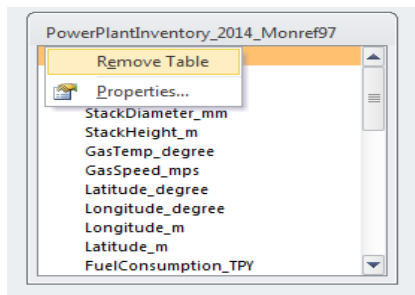 PowerPlantInventory_2014_Monref97
Remove Table
Properties...
StackDiameter_mm
StackHeight_m
GasTemp_degree
GasSpeed_mps
Latitude_degree
Longitude_degree
Longitude_m
Latitude_m
FuelConsumption_TPY